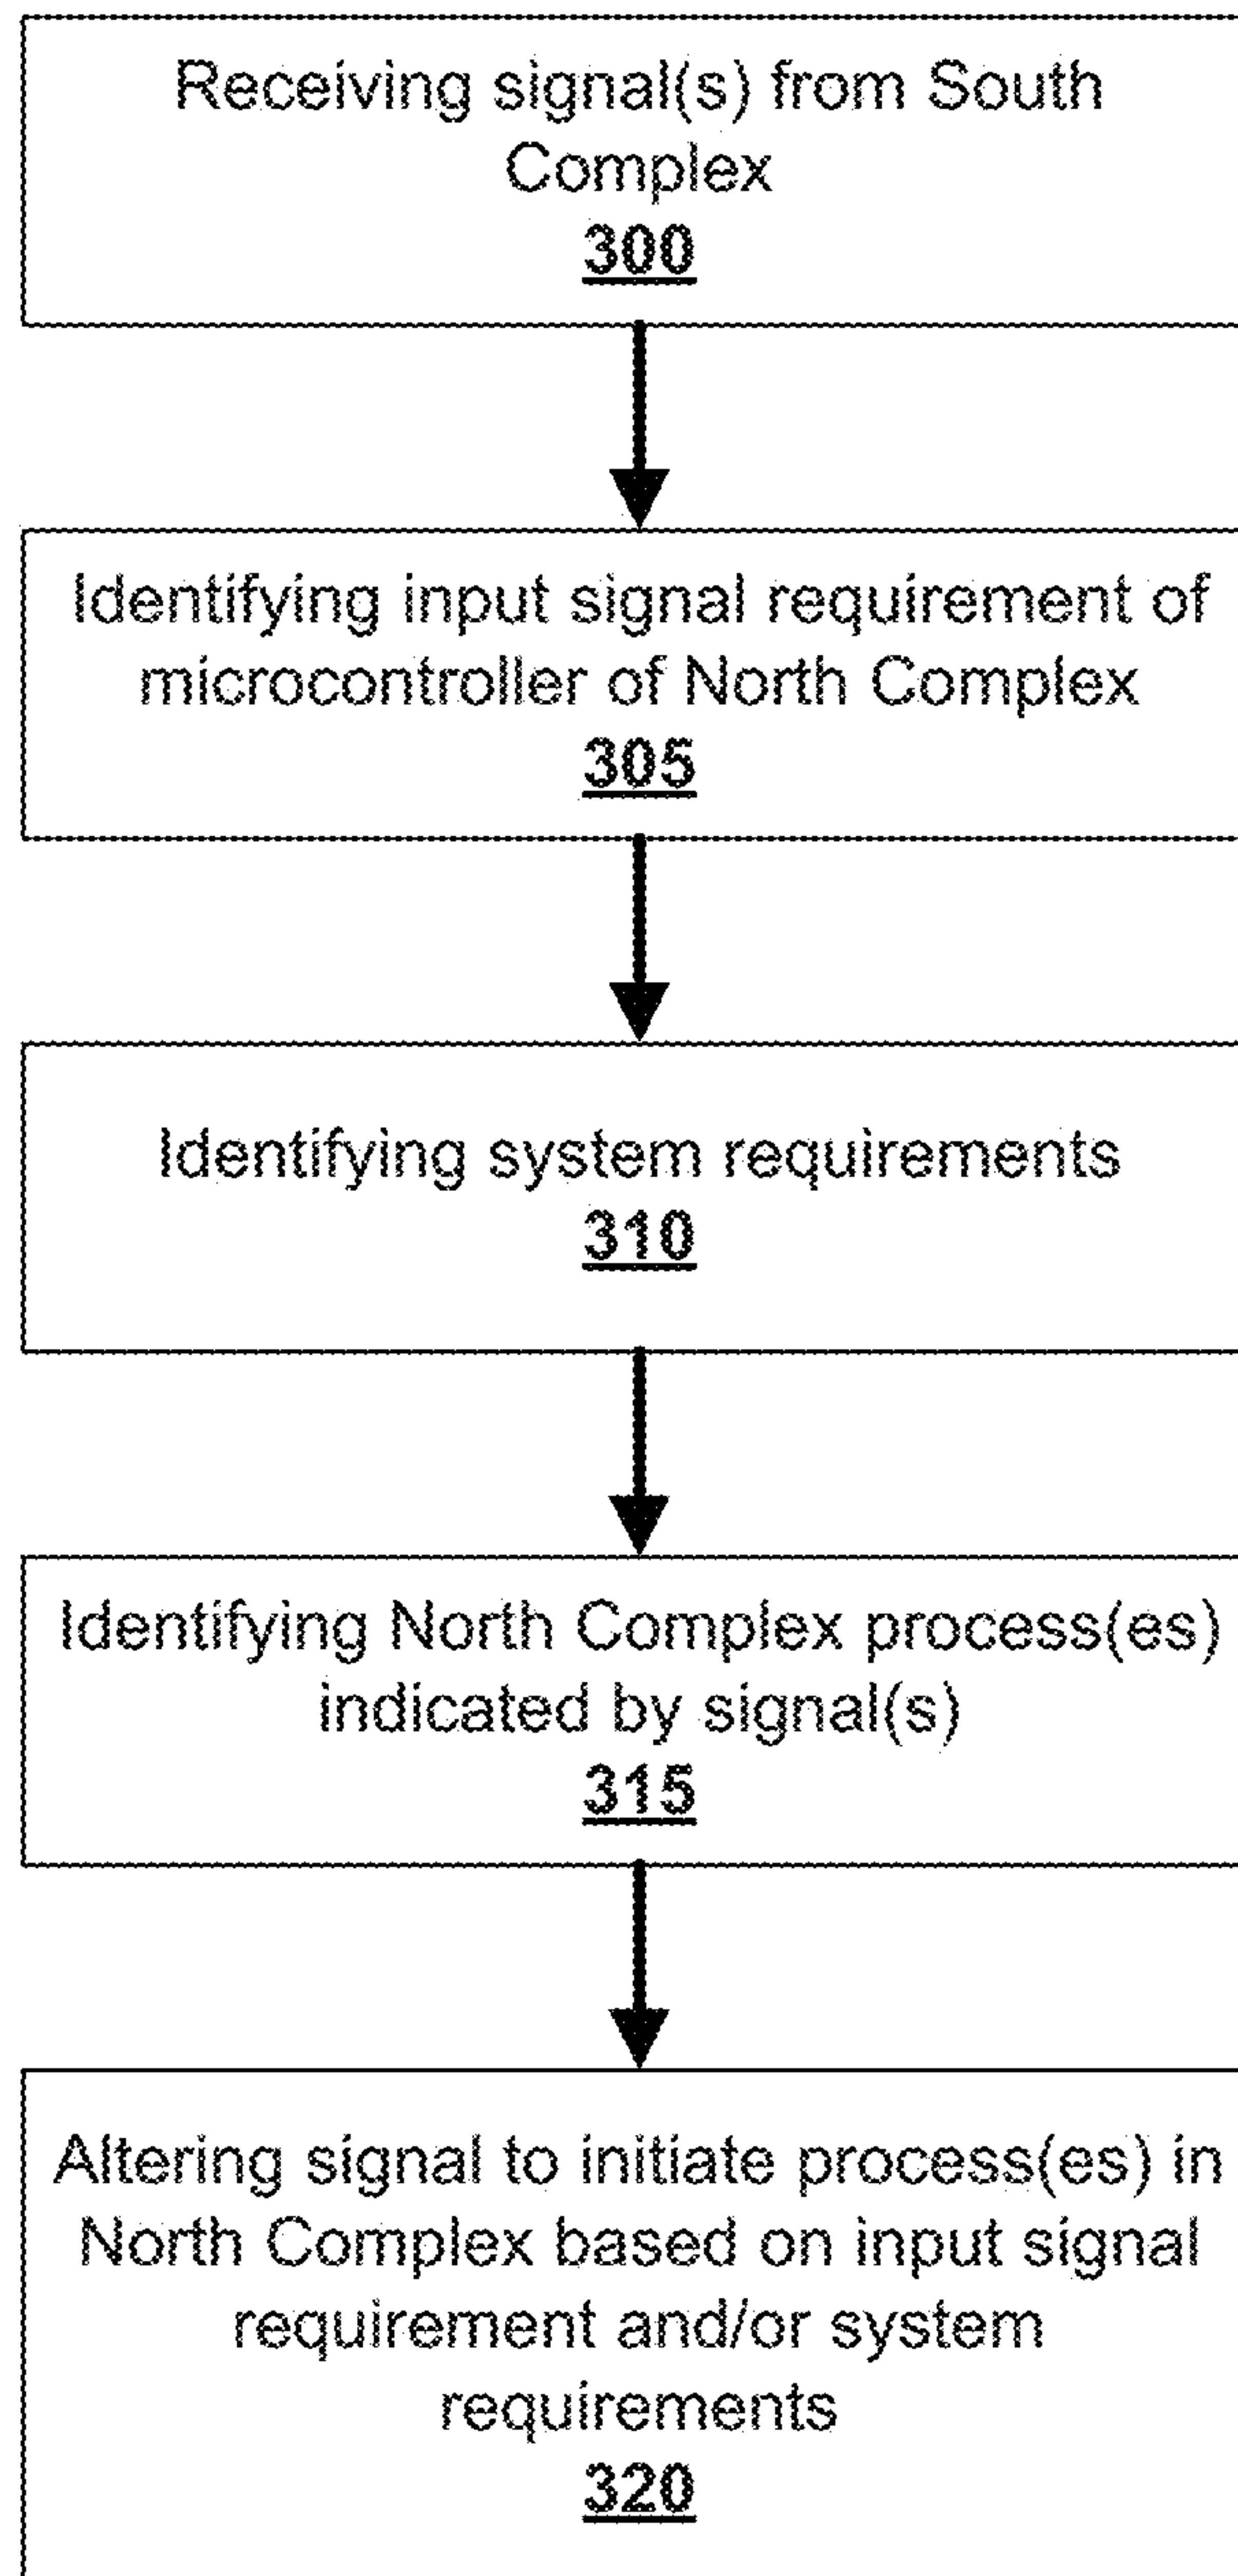 Receiving signal(s) from South
Complex
300
Identifying input signal requirement of
microcontroller of North Complex
305
Identifying system requirements
310
Identifying North Complex process(es)
indicated by signal(s)
315
Altering signal to initiate process(es) in
North Complex based on input signal
requirement and/or system
requirements
320